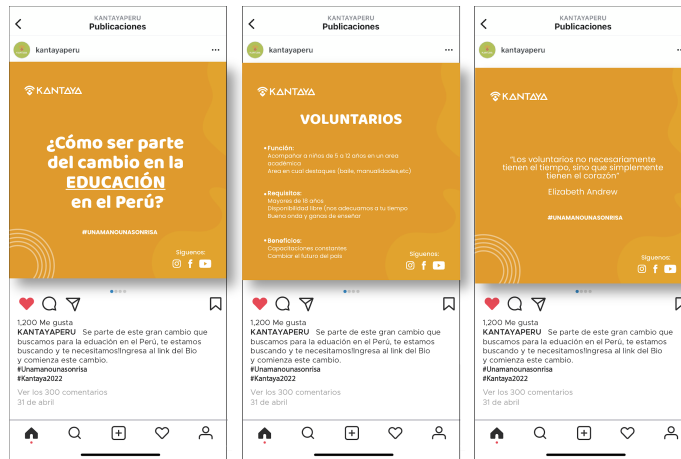 KANTAYAPERU
Publicaciones
kantayaperu
KANTAYA
¿Cómo ser parte
del cambio en la
EDUCACIÓN
en el Perú?
#UNAMANOUNASONRISA
Siguenos:
1,200 Me gusta
KANTAYAPERU Se parte de este gran cambio que
buscamos para la eduación en el Perú, te estamos
buscando y te necesitamos!Ingresa al link del Bio
y comienza este cambio.
#Unamanounasonrisa
#Kantaya2022
Ver los 300 comentarios
31 de abril
KANTAYAPERU
Publicaciones
kantayaperu
KANTAYA
VOLUNTARIOS
Función:
Acompañar a niños de 5 a 12 años en un area
académica
Area en cual destaques (baile, manualidades,etc)
Requisitos:
Mayores de 16 años
Disponibilidad libre (nos adecuamos a tu tiempo
Buena onda y ganas de enseñar
Beneficios:
Capacitaciones constantes
Cambiar el futuro del país
Siguenos:
1,200 Me gusta
KANTAYAPERU Se parte de este gran cambio que
buscamos para la eduación en el Perú, te estamos
buscando y te necesitamos!Ingresa al link del Bio
y comienza este cambio.
#Unamanounasonrisa
#Kantaya2022
Ver los 300 comentarios
31 de abril
KANTAYAPERU
Publicaciones
kantayaperu
KANTAYA
"Los voluntarios no necesariamente
tienen el tiempo, sino que simplemente
tienen el corazón"
Elizabeth Andrew
#UNAMANOUNASONRISA
Siguenos:
1,200 Me gusta
KANTAYAPERU Se parte de este gran cambio que
buscamos para la eduación en el Perú, te estamos
buscando y te necesitamos!Ingresa al link del Bio
y comienza este cambio.
#Unamanounasonrisa
#Kantaya2022
Ver los 300 comentarios
31 de abril